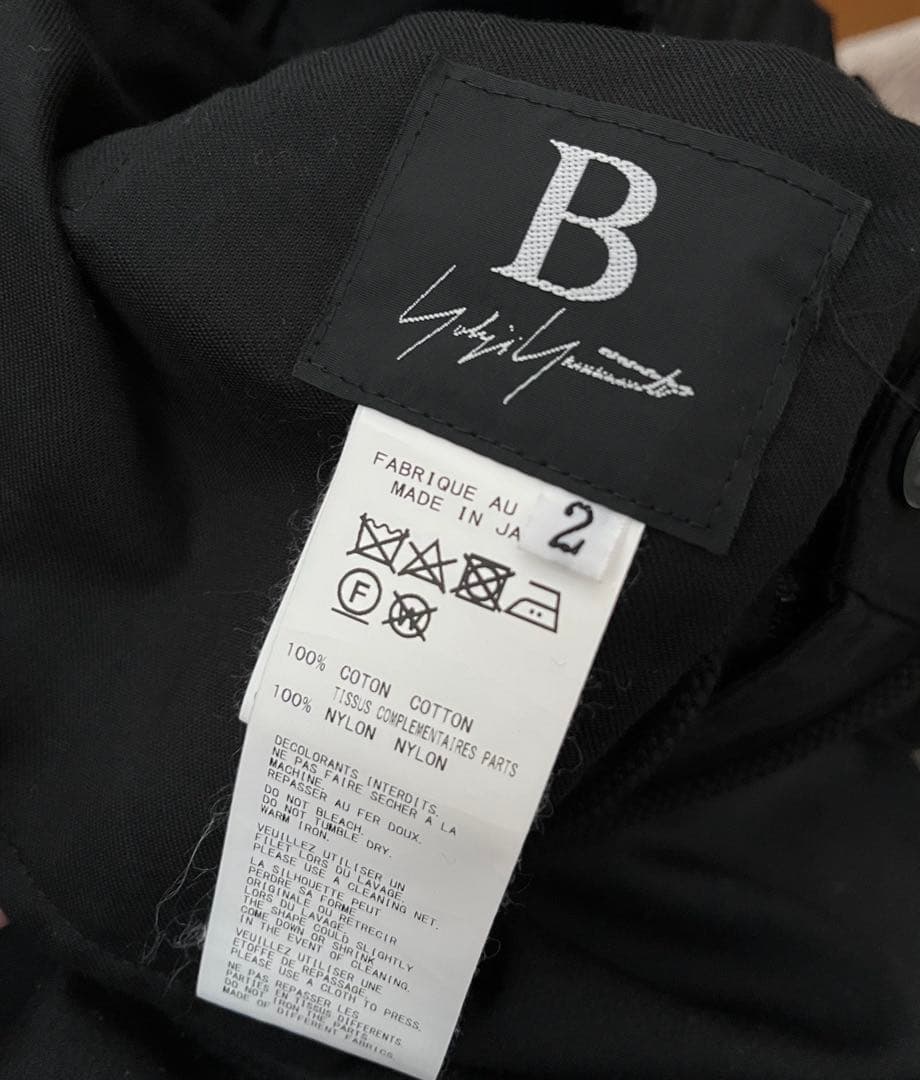 B
Yohji Yamamoto
FABRIQUE AU
MADE IN JA
2
F
W
100% COTON COTTON
TISSUS COMPLEMENTAIRES PARTS
100% NYLON NYLON
DECOLORANTS INTERDITS.
NE PAS FAIRE SECHER A LA
MACHINE.
REPASSER AU FER DOUX.
DO NOT BLEACH.
DO NOT TUMBLE DRY.
WARM IRON.
VEUILLEZ UTILISER UN
FILET LORS DU LAVAGE.
PLEASE USE A CLEANING NET.
LA SILHOUETTE PEUT
PERDRE SA FORME
ORIGINALE OU RETRECIR
LORS DU LAVAGE.
THE SHAPE COULD SLIGHTLY
COME DOWN OR SHRINK
IN THE EVENT OF CLEANING.
VEUILLEZ UTILISER UNE
ETOFFE DE REPASSAGE.
PLEASE USE A CLOTH TO PRESS.
NE PAS REPASSER LES
PARTIES EN TISSUS DIFFERENTS.
DO NOT IRON THE PARTS
MADE OF DIFFERENT FABRICS.